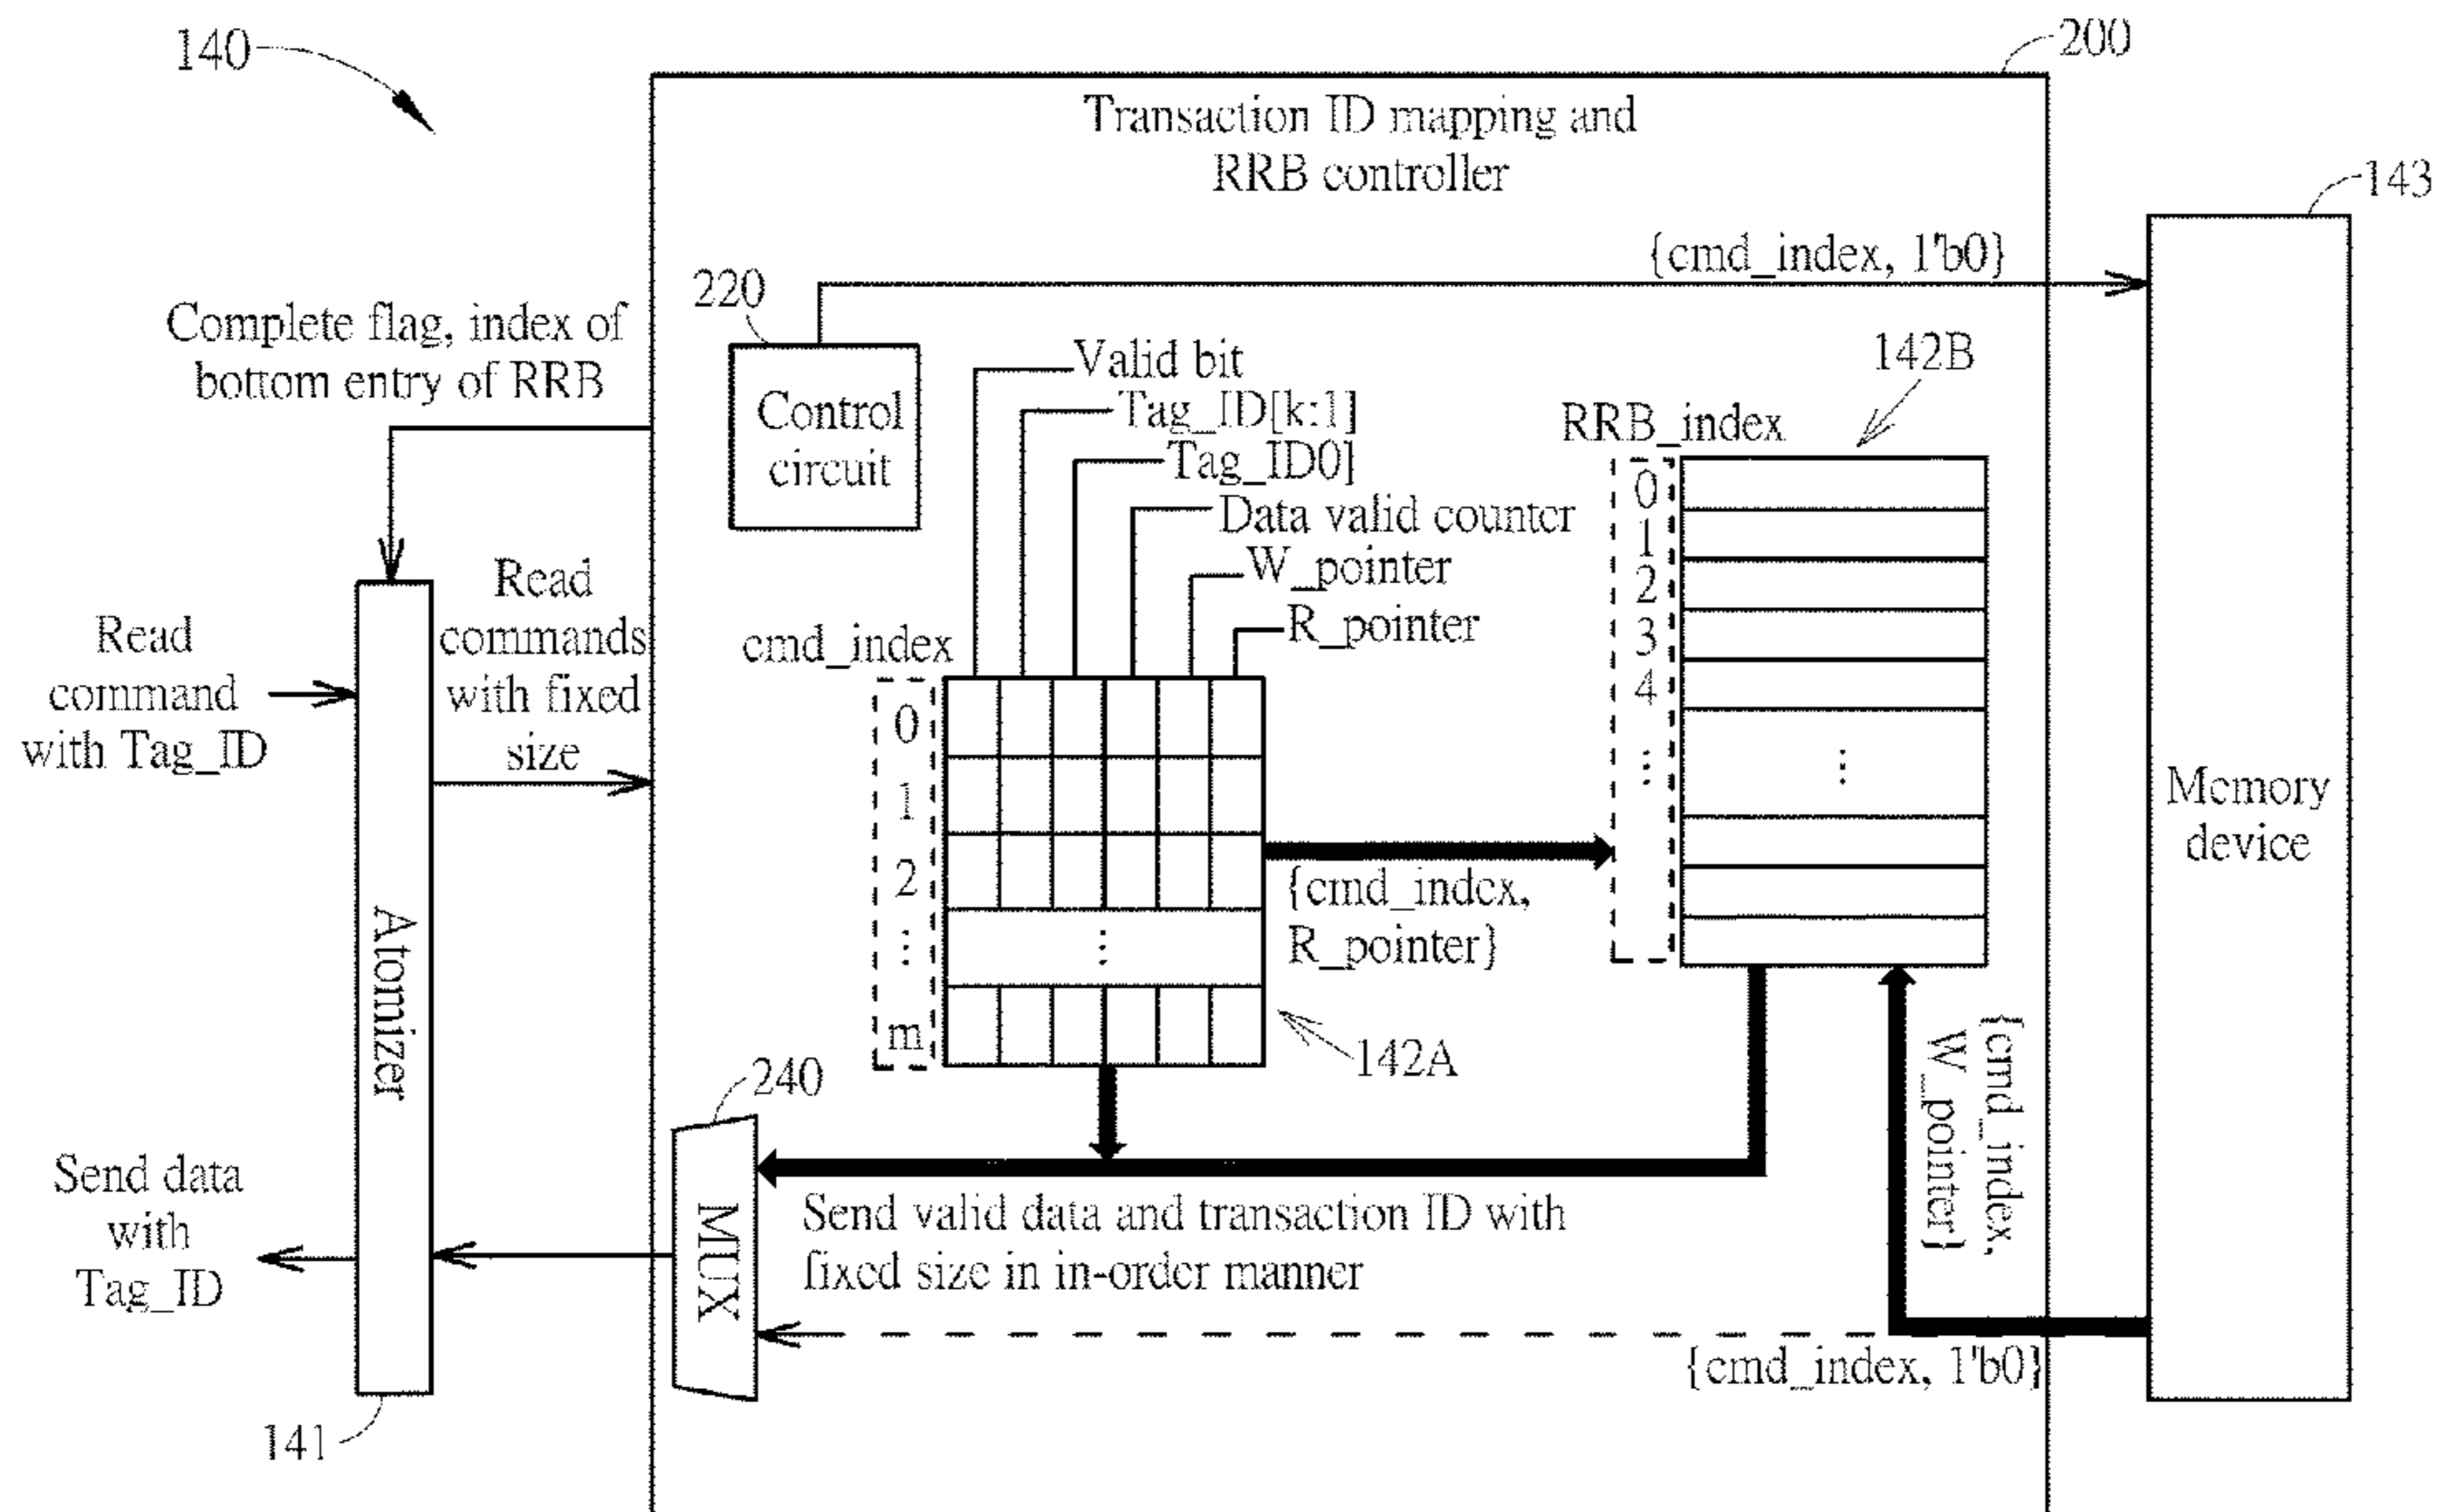 140
200
Transaction ID mapping and
RRB controller
143
{cmd_index, 1'b0}
220
Complete flag, index of
bottom entry of RRB
Control
circuit
Valid bit
Tag_ID[k:1]
Tag_ID0]
Data valid counter
W_pointer
R_pointer
142B
RRB_index
0
1
2
3
4
⋮
⋮
Read
command
with Tag_ID
Read
commands
with fixed
size
cmd_index
0
1
2
⋮
m
⋮
{cmd_index,
R_pointer}
142A
Memory
device
Atomizer
240
MUX
{cmd_index,
W_pointer}
Send data
with
Tag_ID
Send valid data and transaction ID with
fixed size in in-order manner
{cmd_index, 1'b0}
141